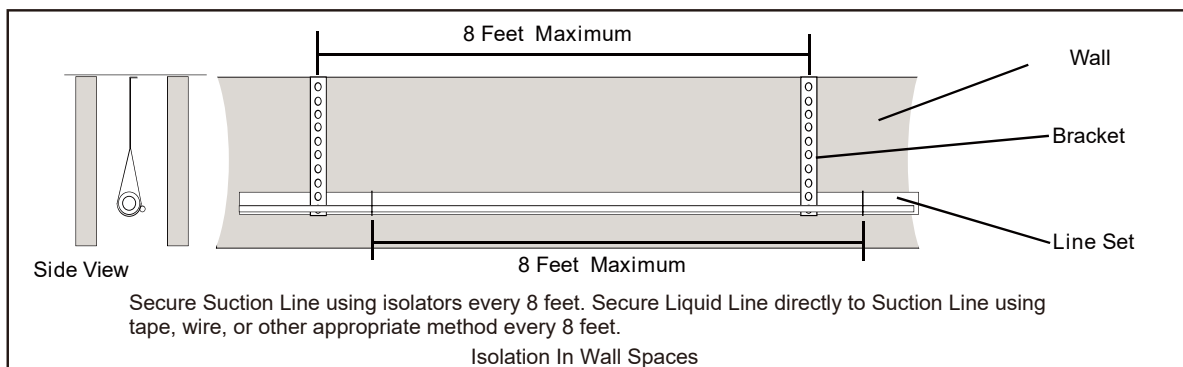 8 Feet Maximum
Wall
Bracket
Line Set
8 Feet Maximum
Side View
Secure Suction Line using isolators every 8 feet. Secure Liquid Line directly to Suction Line using
tape, wire, or other appropriate method every 8 feet.
Isolation In Wall Spaces